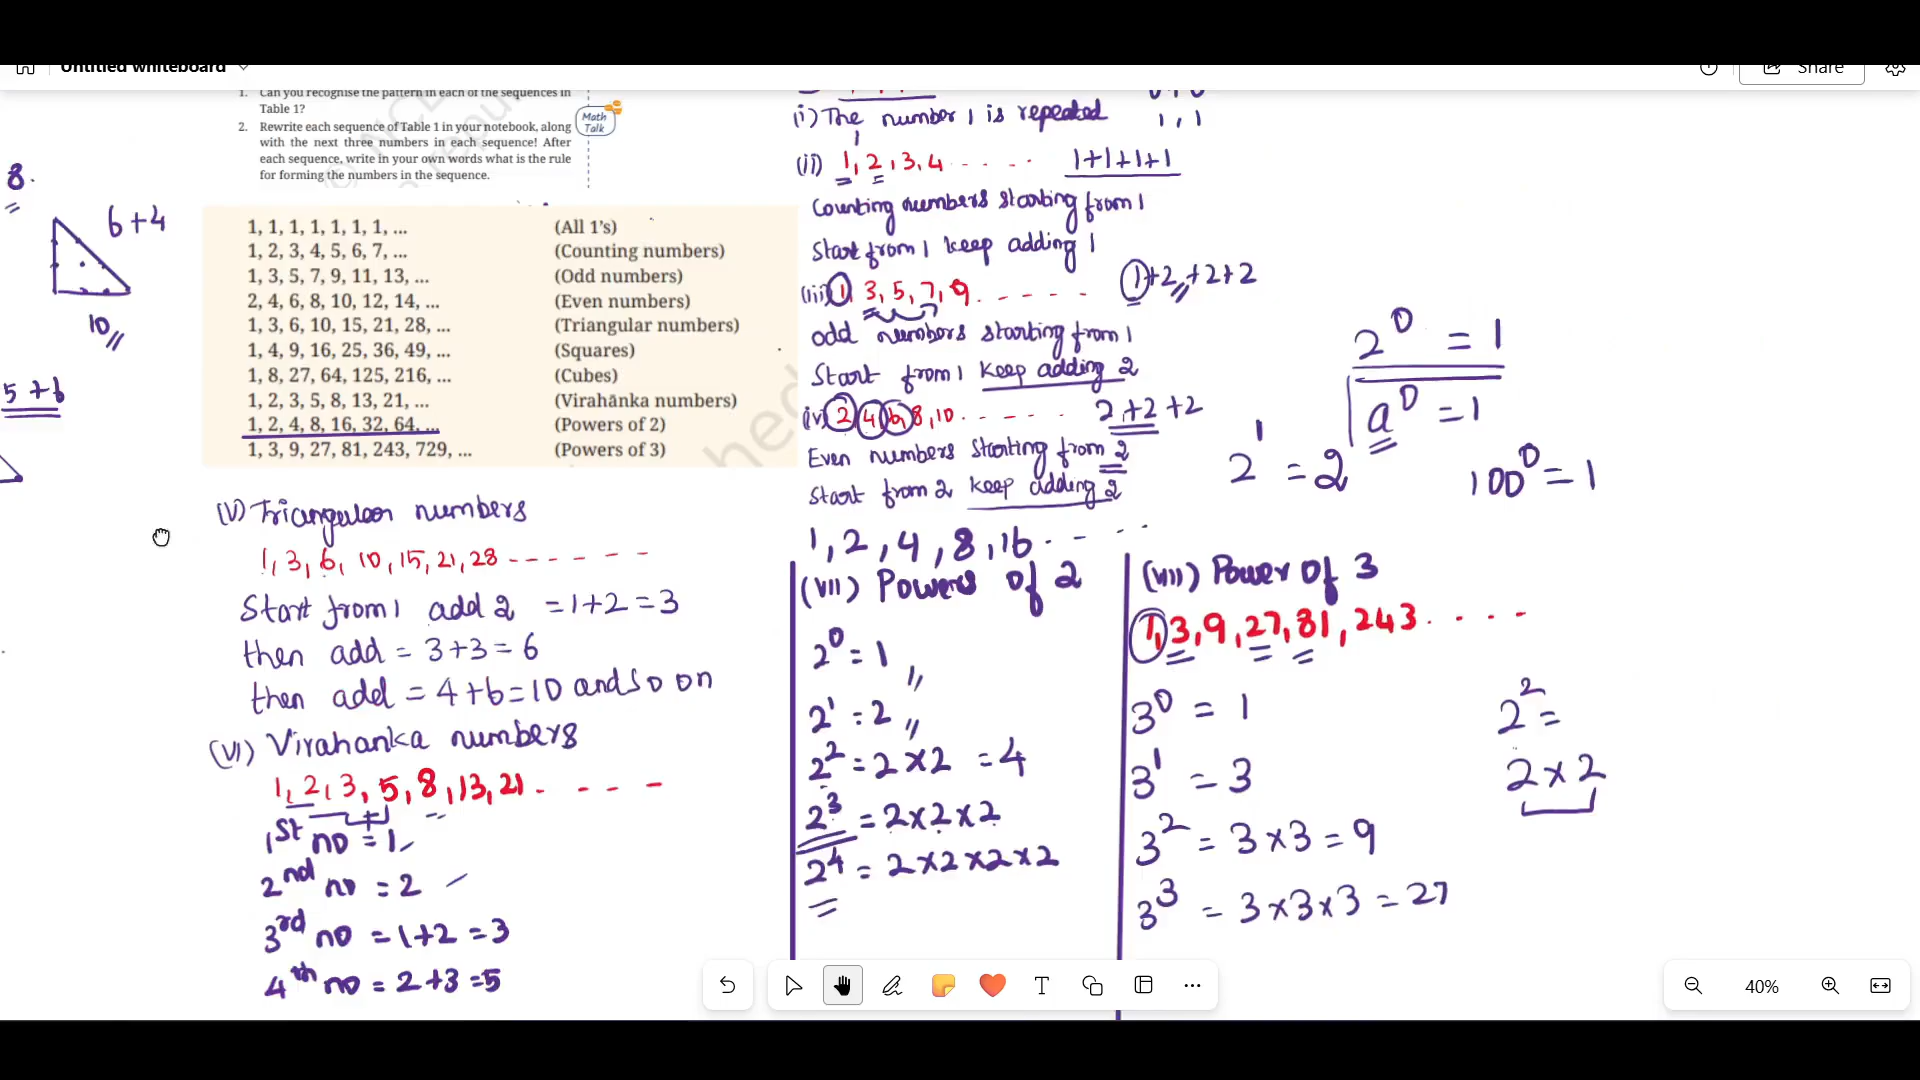 Untitled whiteboard
Share
1. Can you recognise the pattern in each of the sequences in
Table 1?
2. Rewrite each sequence of Table 1 in your notebook, along
with the next three numbers in each sequence! After
each sequence, write in your own words what is the rule
for forming the numbers in the sequence.
Math
Talk
8.
6+4
10
5+6
1, 1, 1, 1, 1, 1, 1, ... (All 1's)
1, 2, 3, 4, 5, 6, 7, ... (Counting numbers)
1, 3, 5, 7, 9, 11, 13, ... (Odd numbers)
2, 4, 6, 8, 10, 12, 14, ... (Even numbers)
1, 3, 6, 10, 15, 21, 28, ... (Triangular numbers)
1, 4, 9, 16, 25, 36, 49, ... (Squares)
1, 8, 27, 64, 125, 216, ... (Cubes)
1, 2, 3, 5, 8, 13, 21, ... (Virahānka numbers)
1, 2, 4, 8, 16, 32, 64, ... (Powers of 2)
1, 3, 9, 27, 81, 243, 729, ... (Powers of 3)
(V) Triangular numbers
1, 3, 6, 10, 15, 21, 28 - - - - - - -
Start from 1 add 2 = 1+2 = 3
then add = 3+3 = 6
then add = 4+6 = 10 and so on
(VI) Virahanka numbers
1, 2, 3, 5, 8, 13, 21 - - - - -
+
1st no = 1
2nd no = 2
3rd no = 1+2 = 3
4th no = 2+3 = 5
(i) The number 1 is repeated
1, 1
(ii) 1, 2, 3, 4 - - - - - -
1+1+1+1
Counting numbers starting from 1
Start from 1 keep adding 1
(iii) 1, 3, 5, 7, 9 - - - - -
1+2+2+2
odd numbers starting from 1
Start from 1 keep adding 2
(iv) 2, 4, 6, 8, 10 - - - - - -
2+2+2
Even numbers starting from 2
Start from 2 keep adding 2
2⁰ = 1
a⁰ = 1
2¹ = 2
100⁰ = 1
1, 2, 4, 8, 16 - - - -
(VII) Powers of 2
2⁰ = 1
2¹ = 2
2² = 2×2 = 4
2³ = 2×2×2
2⁴ = 2×2×2×2
(VIII) Power of 3
1, 3, 9, 27, 81, 243 - - - -
3⁰ = 1
3¹ = 3
3² = 3×3 = 9
3³ = 3×3×3 = 27
2² =
2×2
40%